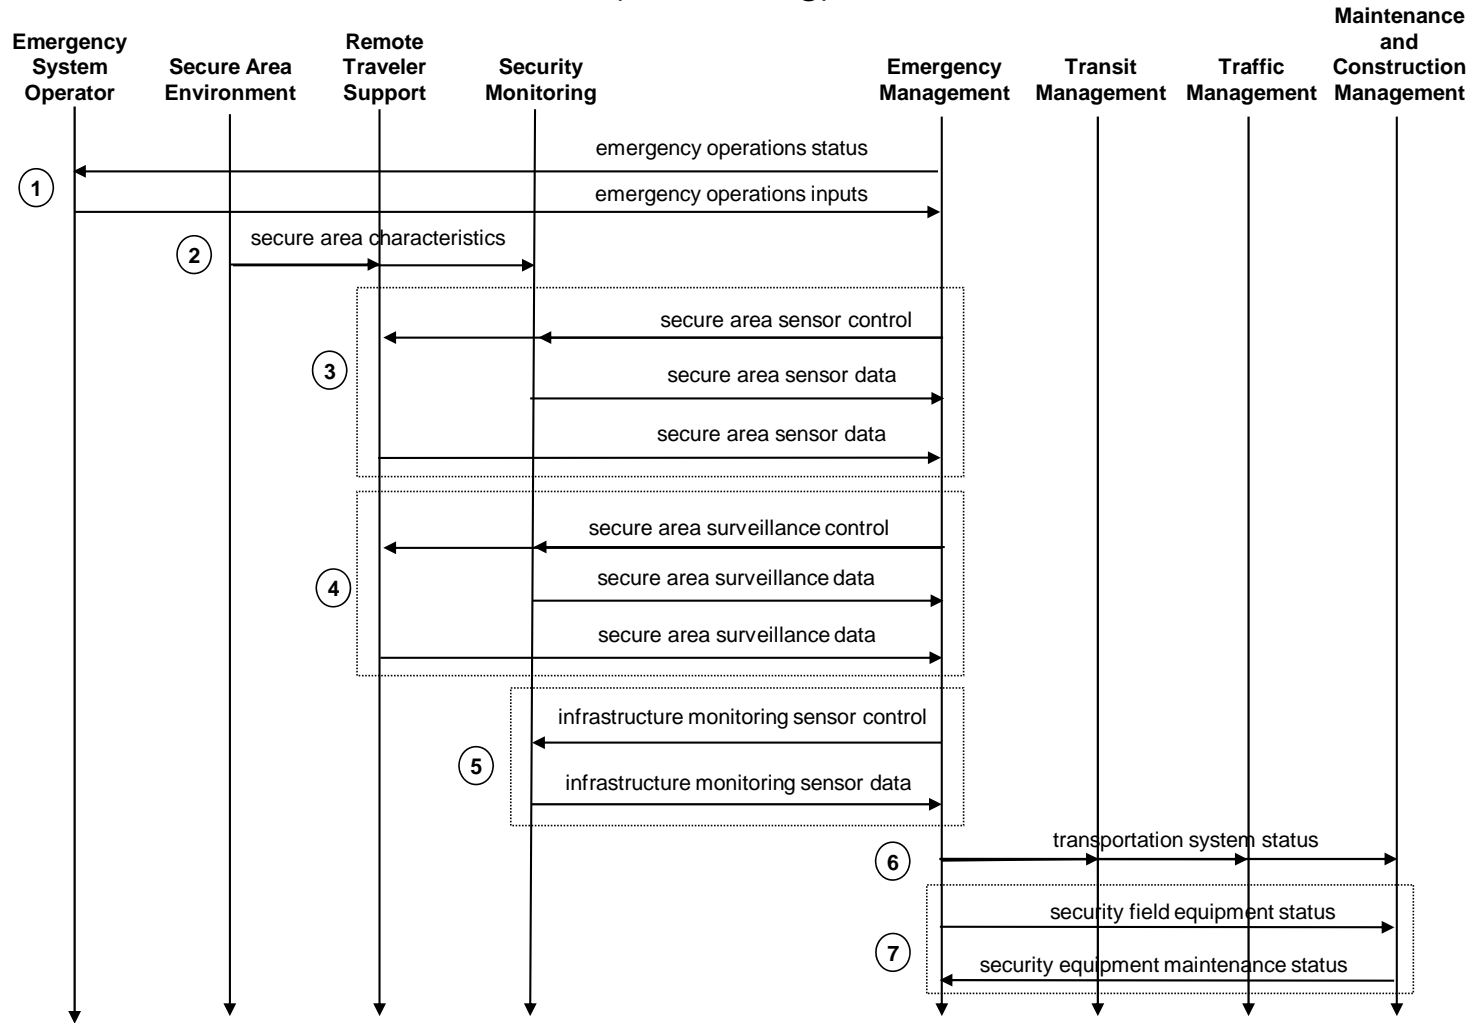 Emergency
System
Operator
Secure Area
Environment
Remote
Traveler
Support
Security
Monitoring
Emergency
Management
Transit
Management
Traffic
Management
Maintenance
and
Construction
Management
emergency operations status
1
emergency operations inputs
2
secure area characteristics
secure area sensor control
3
secure area sensor data
secure area sensor data
secure area surveillance control
4
secure area surveillance data
secure area surveillance data
infrastructure monitoring sensor control
5
infrastructure monitoring sensor data
transportation system status
6
security field equipment status
7
security equipment maintenance status